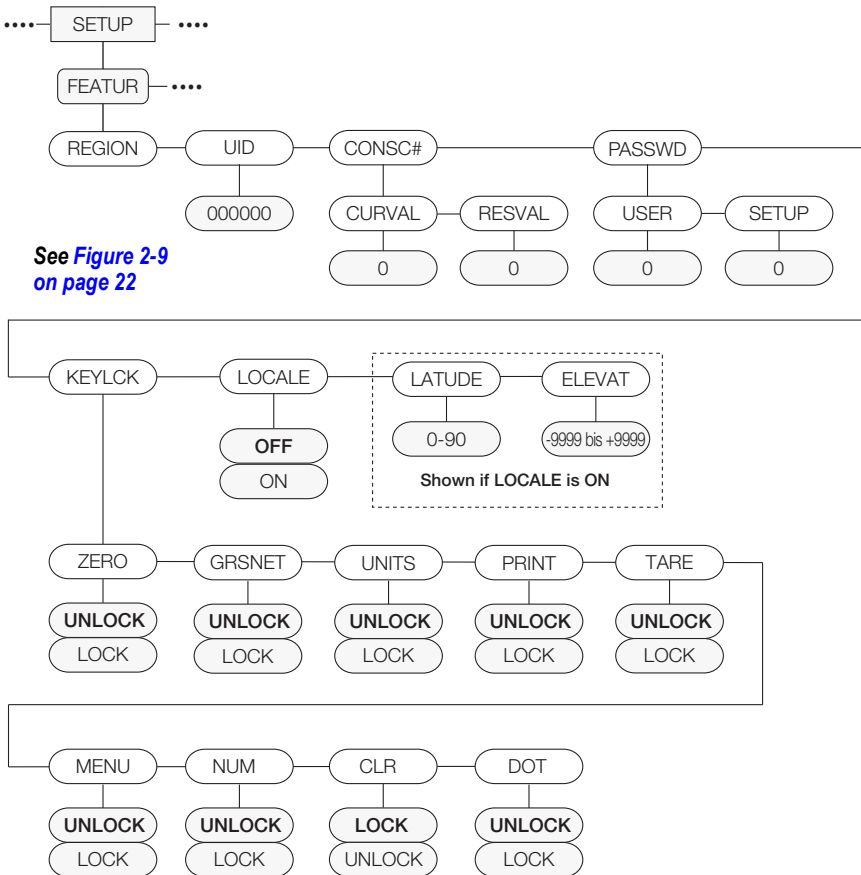 •••• SETUP ••••
FEATUR ••••
REGION UID CONSC# PASSWD
000000 CURVAL RESVAL USER SETUP
0 0 0 0
See Figure 2-9
on page 22
KEYLCK LOCALE LATUDE ELEVAT
OFF 0-90 -9999 bis +9999
ON
Shown if LOCALE is ON
ZERO GRSNET UNITS PRINT TARE
UNLOCK UNLOCK UNLOCK UNLOCK UNLOCK
LOCK LOCK LOCK LOCK LOCK
MENU NUM CLR DOT
UNLOCK UNLOCK LOCK UNLOCK
LOCK LOCK UNLOCK LOCK